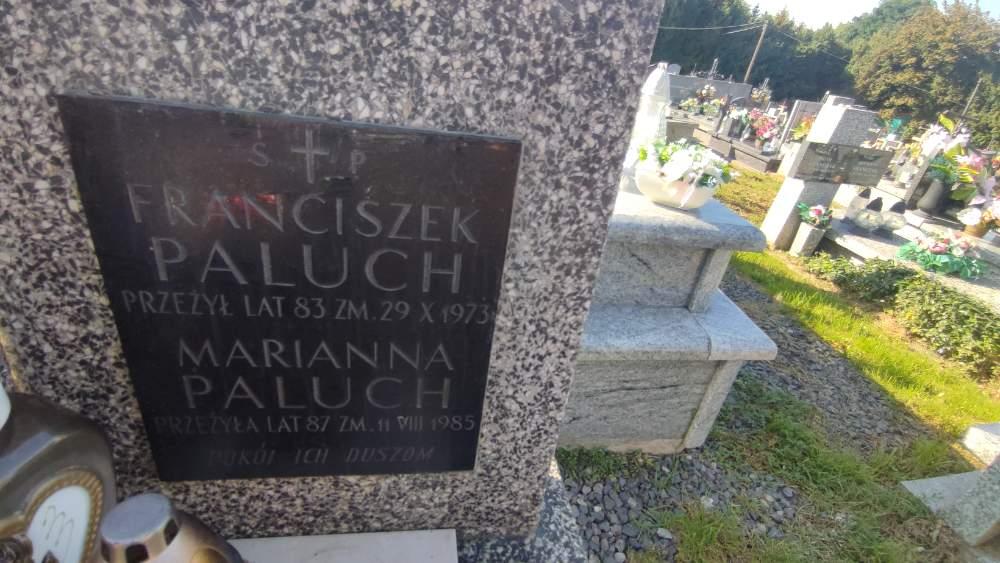 Ś P
FRANCISZEK
PALUCH
PRZEŻYŁ LAT 83 ZM. 29 X 1973
MARIANNA
PALUCH
PRZEŻYŁA LAT 87 ZM. 11 VIII 1985
POKÓJ ICH DUSZOM